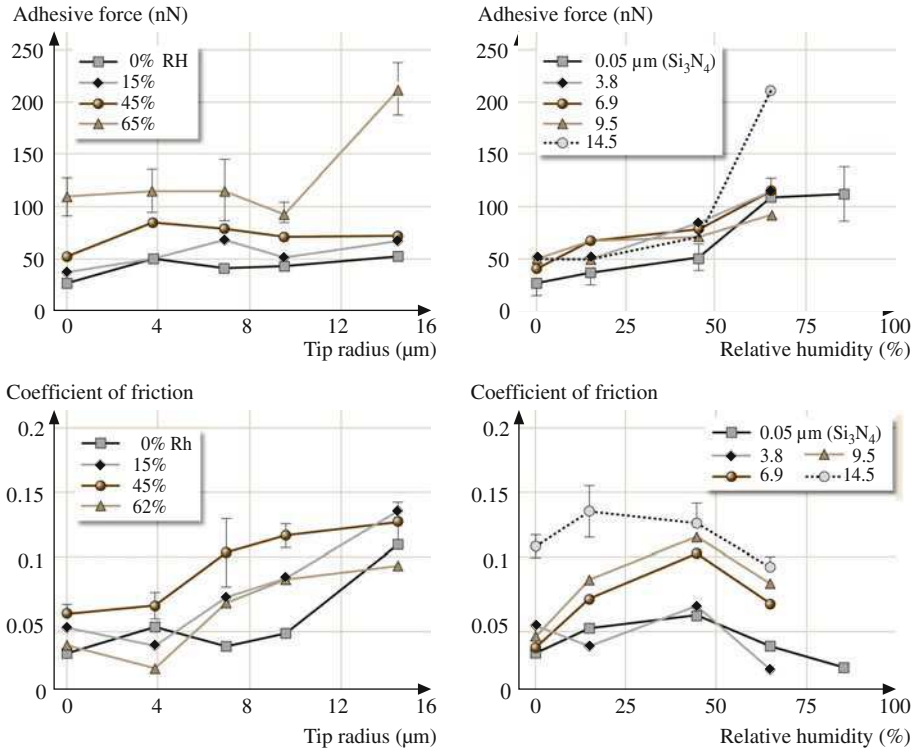 Adhesive force (nN)
250
200
150
100
50
0
0% RH
15%
45%
65%
0 4 8 12 16
Tip radius (µm)
Adhesive force (nN)
250
200
150
100
50
0
0.05 µm (Si₃N₄)
3.8
6.9
9.5
14.5
0 25 50 75 100
Relative humidity (%)
Coefficient of friction
0.2
0.15
0.1
0.05
0
0% Rh
15%
45%
62%
0 4 8 12 16
Tip radius (µm)
Coefficient of friction
0.2
0.15
0.1
0.05
0
0.05 µm (Si₃N₄)
3.8 9.5
6.9 14.5
0 25 50 75 100
Relative humidity (%)